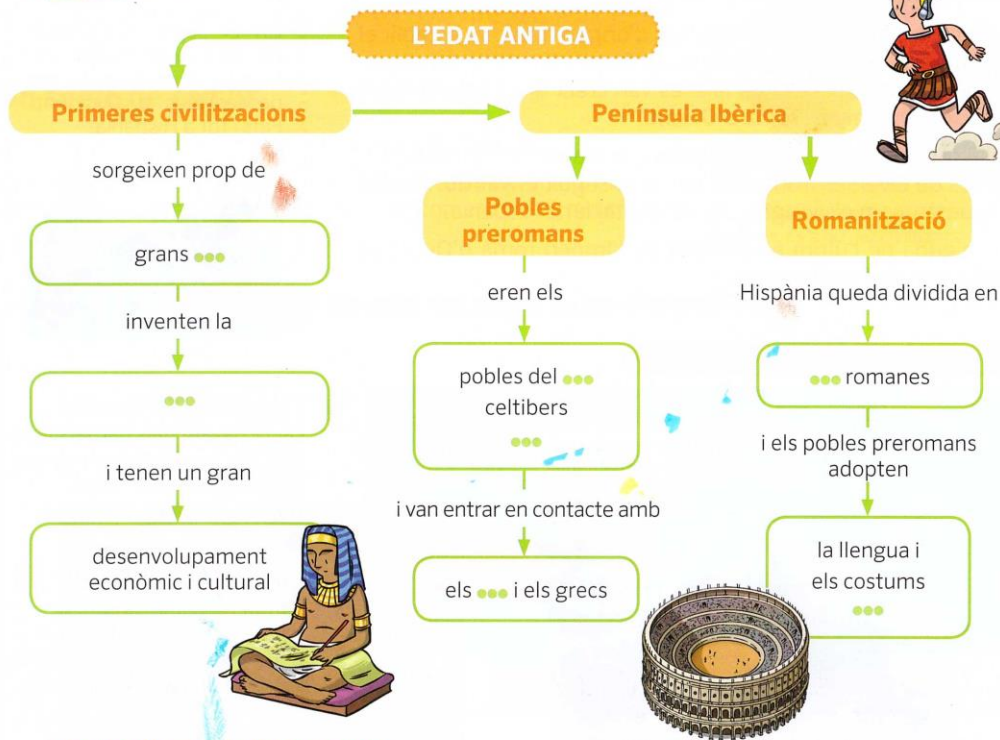 L'EDAT ANTIGA
Primeres civilitzacions
sorgeixen prop de
grans •••
inventen la
•••
i tenen un gran
desenvolupament
econòmic i cultural
Península Ibèrica
Pobles
preromans
eren els
pobles del •••
celtibers
•••
i van entrar en contacte amb
els ••• i els grecs
Romanització
Hispània queda dividida en
••• romanes
i els pobles preromans
adopten
la llengua i
els costums
•••